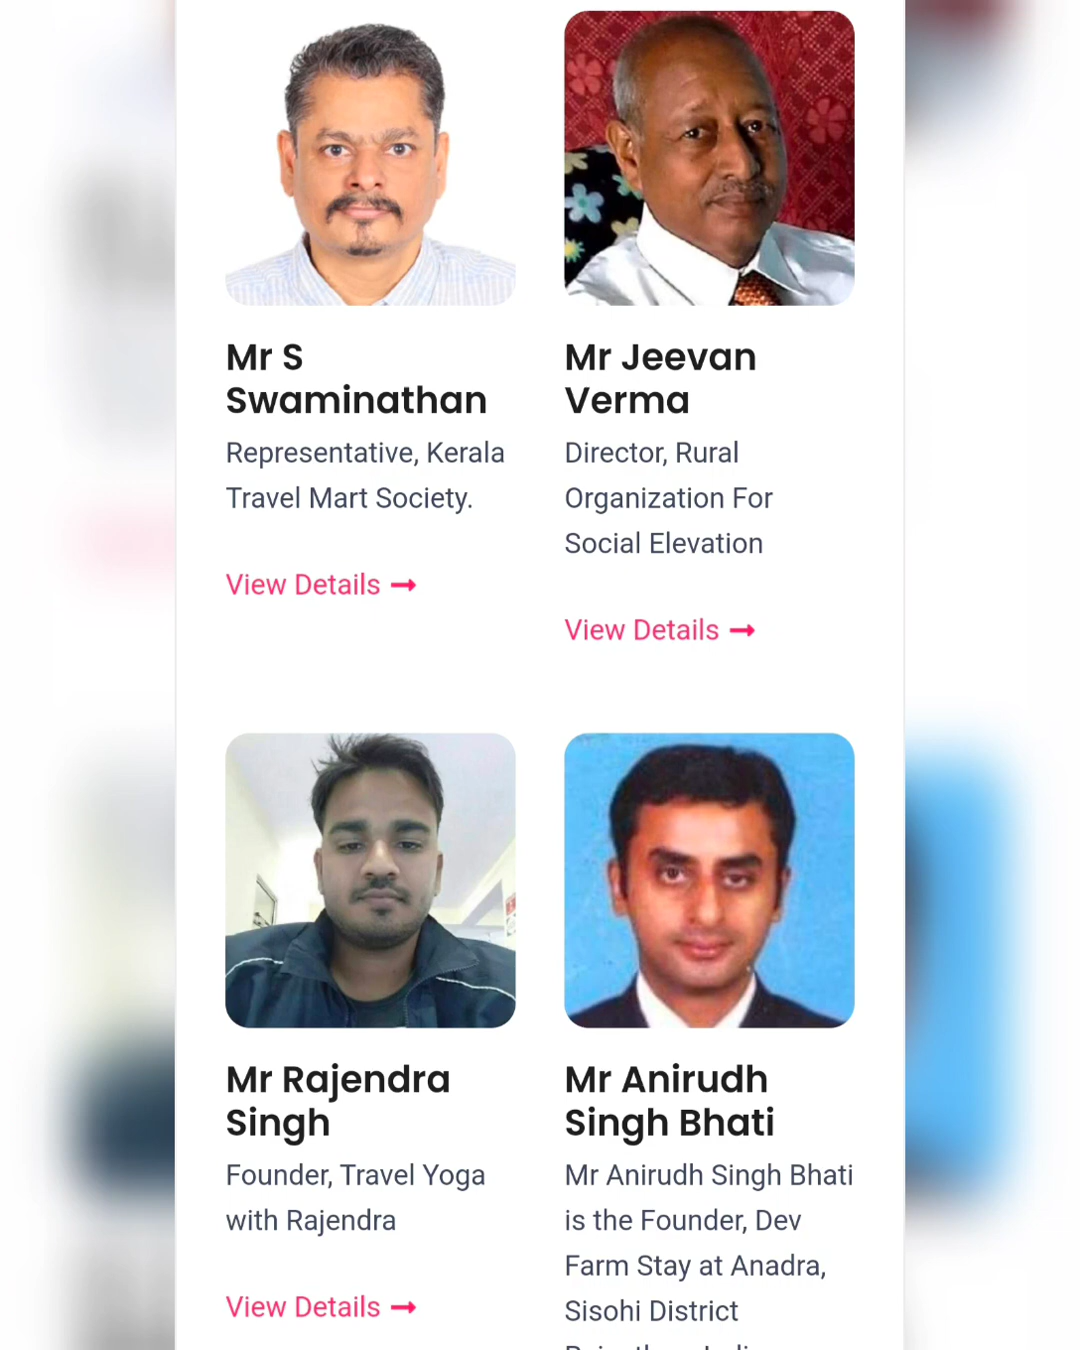 Mr S
Swaminathan
Representative, Kerala
Travel Mart Society.
View Details →
Mr Jeevan
Verma
Director, Rural
Organization For
Social Elevation
View Details →
Mr Rajendra
Singh
Founder, Travel Yoga
with Rajendra
View Details →
Mr Anirudh
Singh Bhati
Mr Anirudh Singh Bhati
is the Founder, Dev
Farm Stay at Anadra,
Sisohi District